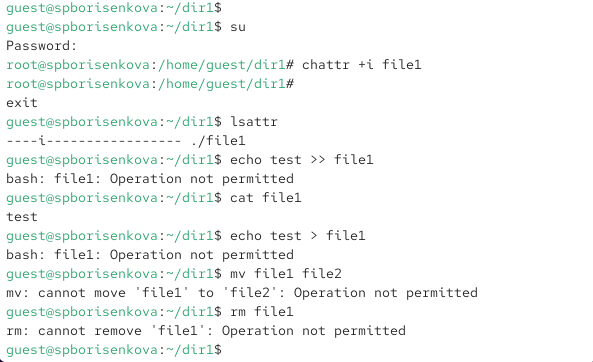 guest@spborisenkova:~/dir1$
guest@spborisenkova:~/dir1$ su
Password:
root@spborisenkova:/home/guest/dir1# chattr +i file1
root@spborisenkova:/home/guest/dir1#
exit
guest@spborisenkova:~/dir1$ lsattr
----i----------------- ./file1
guest@spborisenkova:~/dir1$ echo test >> file1
bash: file1: Operation not permitted
guest@spborisenkova:~/dir1$ cat file1
test
guest@spborisenkova:~/dir1$ echo test > file1
bash: file1: Operation not permitted
guest@spborisenkova:~/dir1$ mv file1 file2
mv: cannot move 'file1' to 'file2': Operation not permitted
guest@spborisenkova:~/dir1$ rm file1
rm: cannot remove 'file1': Operation not permitted
guest@spborisenkova:~/dir1$